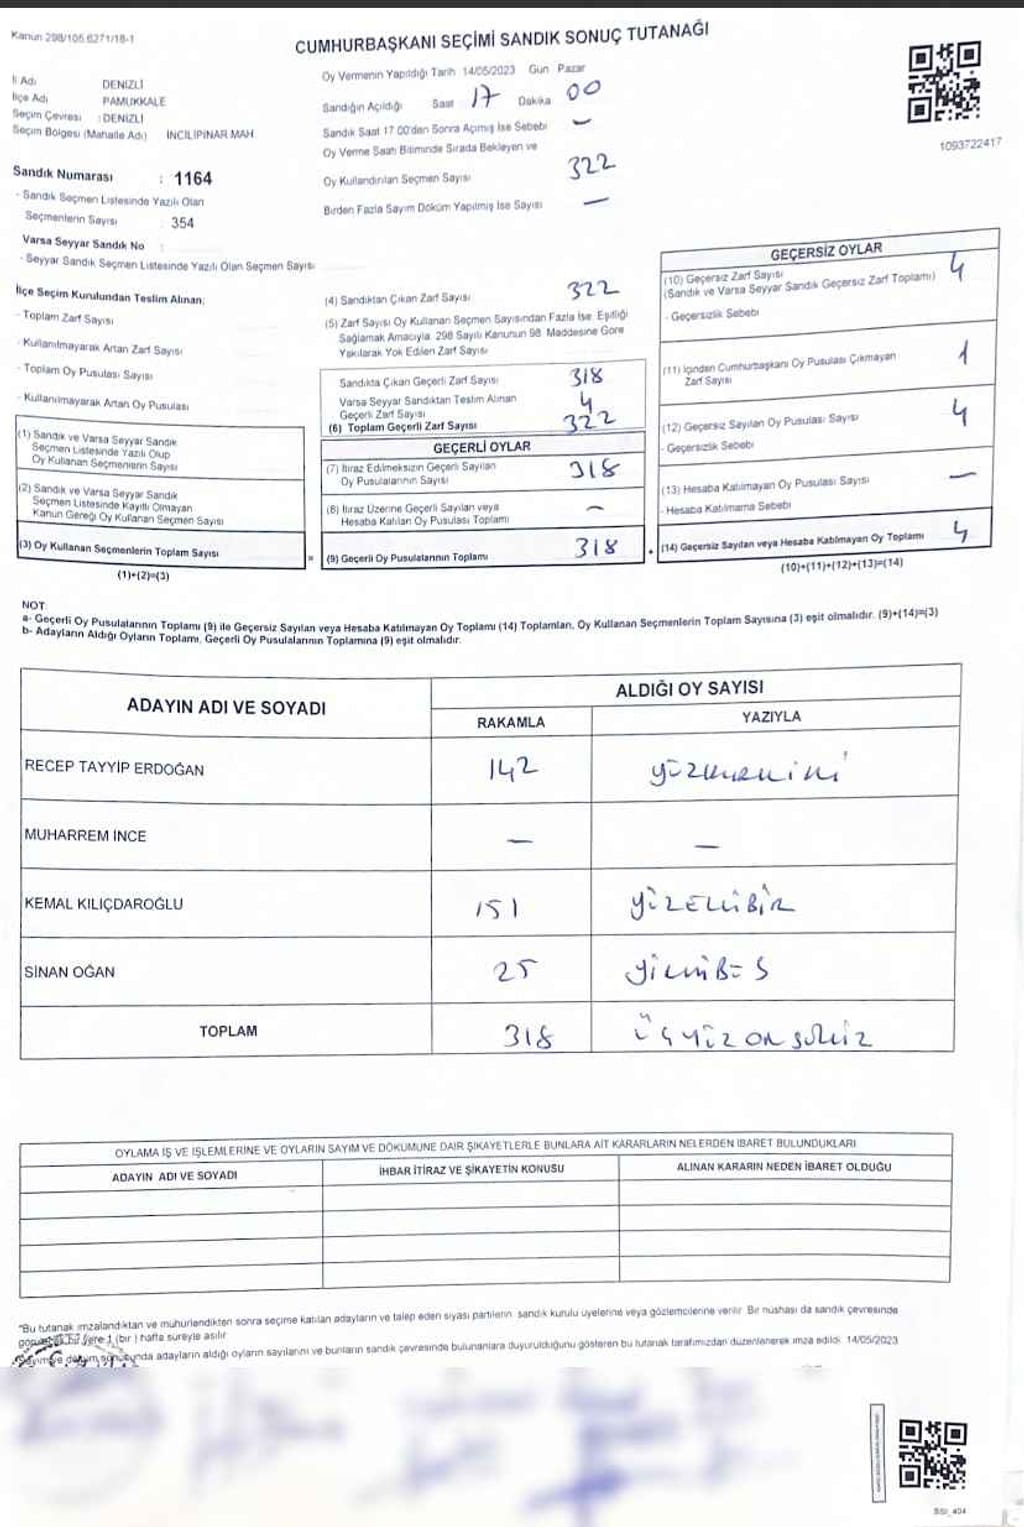 Kanun 298/105 6271/18-1
CUMHURBAŞKANI SEÇİMİ SANDIK SONUÇ TUTANAĞI
İl Adı DENİZLİ
İlçe Adı PAMUKKALE
Seçim Çevresi : DENİZLİ
Seçim Bölgesi (Mahalle Adı) İNCİLİPINAR MAH
Sandık Numarası : 1164
- Sandık Seçmen Listesinde Yazılı Olan
Seçmenlerin Sayısı : 354
Varsa Seyyar Sandık No :
- Seyyar Sandık Seçmen Listesinde Yazılı Olan Seçmen Sayısı
Oy Vermenin Yapıldığı Tarih 14/05/2023 Gün Pazar
Sandığın Açıldığı Saat 17 Dakika 00
Sandık Saat 17 00'den Sonra Açımış İse Sebebi –
Oy Verme Saati Bitiminde Sırada Bekleyen ve
Oy Kullandırılan Seçmen Sayısı 322
Birden Fazla Sayım Döküm Yapılmış İse Sayısı –
1093722417
İlçe Seçim Kurulundan Teslim Alınan;
- Toplam Zarf Sayısı
- Kullanılmayarak Artan Zarf Sayısı
- Toplam Oy Pusulası Sayısı
- Kullanılmayarak Artan Oy Pusulası
(1) Sandık ve Varsa Seyyar Sandık
Seçmen Listesinde Yazılı Olup
Oy Kullanan Seçmenlerin Sayısı
(2) Sandık ve Varsa Seyyar Sandık
Seçmen Listesinde Kayıtlı Olmayan
Kanun Gereği Oy Kullanan Seçmen Sayısı
(3) Oy Kullanan Seçmenlerin Toplam Sayısı
(1)+(2)=(3)
(4) Sandıktan Çıkan Zarf Sayısı 322
(5) Zarf Sayısı Oy Kullanan Seçmen Sayısından Fazla İse Eşitliği
Sağlamak Amacıyla 298 Sayılı Kanunun 98. Maddesine Göre
Yakılarak Yok Edilen Zarf Sayısı
Sandıkta Çıkan Geçerli Zarf Sayısı 318
Varsa Seyyar Sandıktan Teslim Alınan
Geçerli Zarf Sayısı 4
(6) Toplam Geçerli Zarf Sayısı 322
GEÇERLİ OYLAR
(7) İtiraz Edilmeksizin Geçerli Sayılan
Oy Pusulalarının Sayısı 318
(8) İtiraz Üzerine Geçerli Sayılan veya
Hesaba Katılan Oy Pusulası Toplamı –
= (9) Geçerli Oy Pusulalarının Toplamı 318
GEÇERSİZ OYLAR
(10) Geçersiz Zarf Sayısı 4
(Sandık ve Varsa Seyyar Sandık Geçersiz Zarf Toplamı)
- Geçersizlik Sebebi
(11) İçinden Cumhurbaşkanı Oy Pusulası Çıkmayan 1
Zarf Sayısı
(12) Geçersiz Sayılan Oy Pusulası Sayısı 4
- Geçersizlik Sebebi
(13) Hesaba Katılmayan Oy Pusulası Sayısı –
- Hesaba Katılmama Sebebi
+ (14) Geçersiz Sayılan veya Hesaba Katılmayan Oy Toplamı 4
(10)+(11)+(12)+(13)=(14)
NOT
a- Geçerli Oy Pusulalarının Toplamı (9) ile Geçersiz Sayılan veya Hesaba Katılmayan Oy Toplamı (14) Toplamları, Oy Kullanan Seçmenlerin Toplam Sayısına (3) eşit olmalıdır. (9)+(14)=(3)
b- Adayların Aldığı Oyların Toplamı, Geçerli Oy Pusulalarının Toplamına (9) eşit olmalıdır.
ADAYIN ADI VE SOYADI ALDIĞI OY SAYISI
RAKAMLA YAZIYLA
RECEP TAYYİP ERDOĞAN 142
MUHARREM İNCE – –
KEMAL KILIÇDAROĞLU 151 YÜZELLİBİR
SİNAN OĞAN 25
TOPLAM 318
OYLAMA İŞ VE İŞLEMLERİNE VE OYLARIN SAYIM VE DÖKÜMÜNE DAİR ŞİKAYETLERLE BUNLARA AİT KARARLARIN NELERDEN İBARET BULUNDUKLARI
ADAYIN ADI VE SOYADI İHBAR İTİRAZ VE ŞİKAYETİN KONUSU ALINAN KARARIN NEDEN İBARET OLDUĞU
*Bu tutanak imzalandıktan ve mühürlendikten sonra seçime katılan adayların ve talep eden siyasi partilerin sandık kurulu üyelerine veya gözlemcilerine verilir. Bir nüshası da sandık çevresinde
bir yere 1 (bir) hafta süreyle asılır
döküm sonucunda adayların aldığı oyların sayılarını ve bunların sandık çevresinde bulunanlara duyurulduğunu gösteren bu tutanak tarafımızdan düzenlenerek imza edildi. 14/05/2023